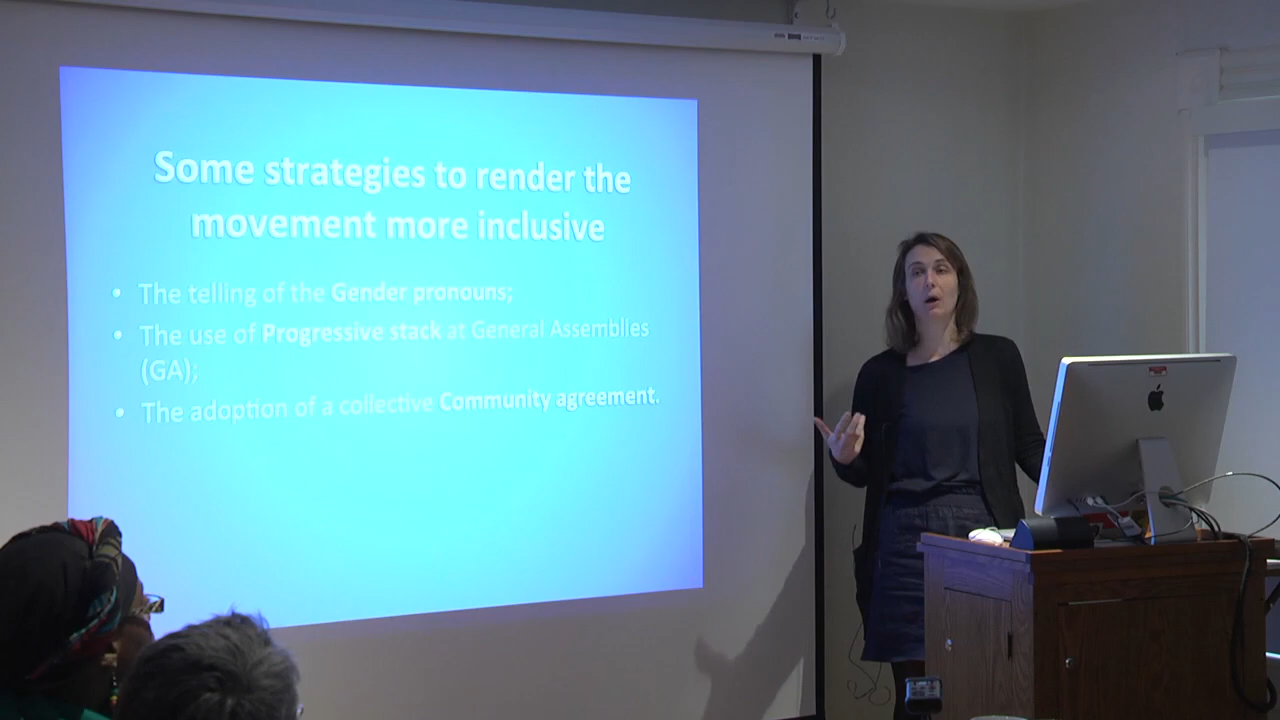 Some strategies to render the
movement more inclusive
• The telling of the Gender pronouns;
• The use of Progressive stack at General Assemblies
(GA);
• The adoption of a collective Community agreement.